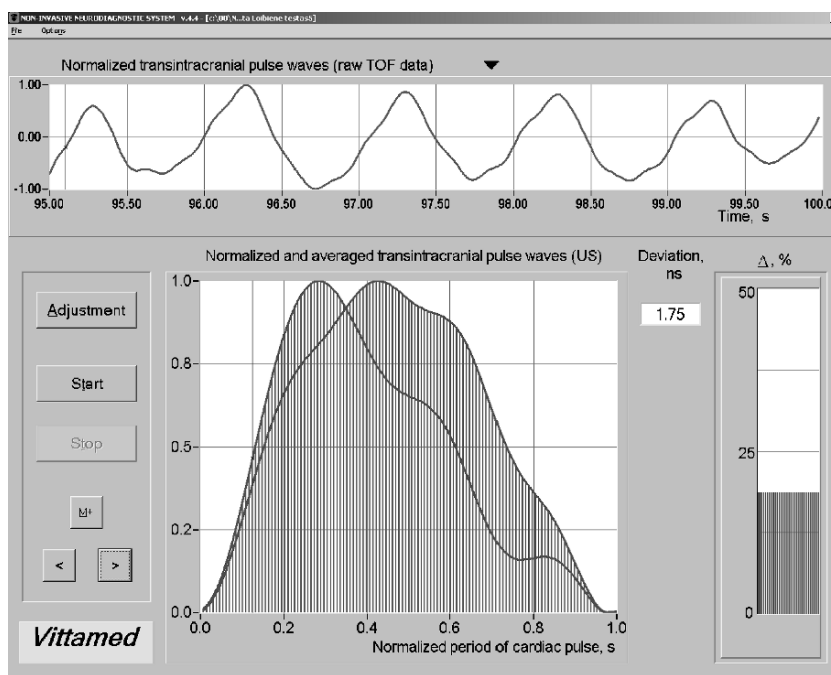 NON-INVASIVE NEURODIAGNOSTIC SYSTEM v.4.4 - [c:\00\N...ta Loibiene testasa]
File Options
Normalized transintracranial pulse waves (raw TOF data)
1.00
0.00
-1.00
95.00 95.50 96.00 96.50 97.00 97.50 98.00 98.50 99.00 99.50 100.0
Time, s
Normalized and averaged transintracranial pulse waves (US)
Deviation, ns
Δ, %
1.0
0.8
0.5
0.2
0.0
0.0 0.2 0.4 0.6 0.8 1.0
Normalized period of cardiac pulse, s
Adjustment
Start
Stop
M+
< >
Vittamed
1.75
50
25
0